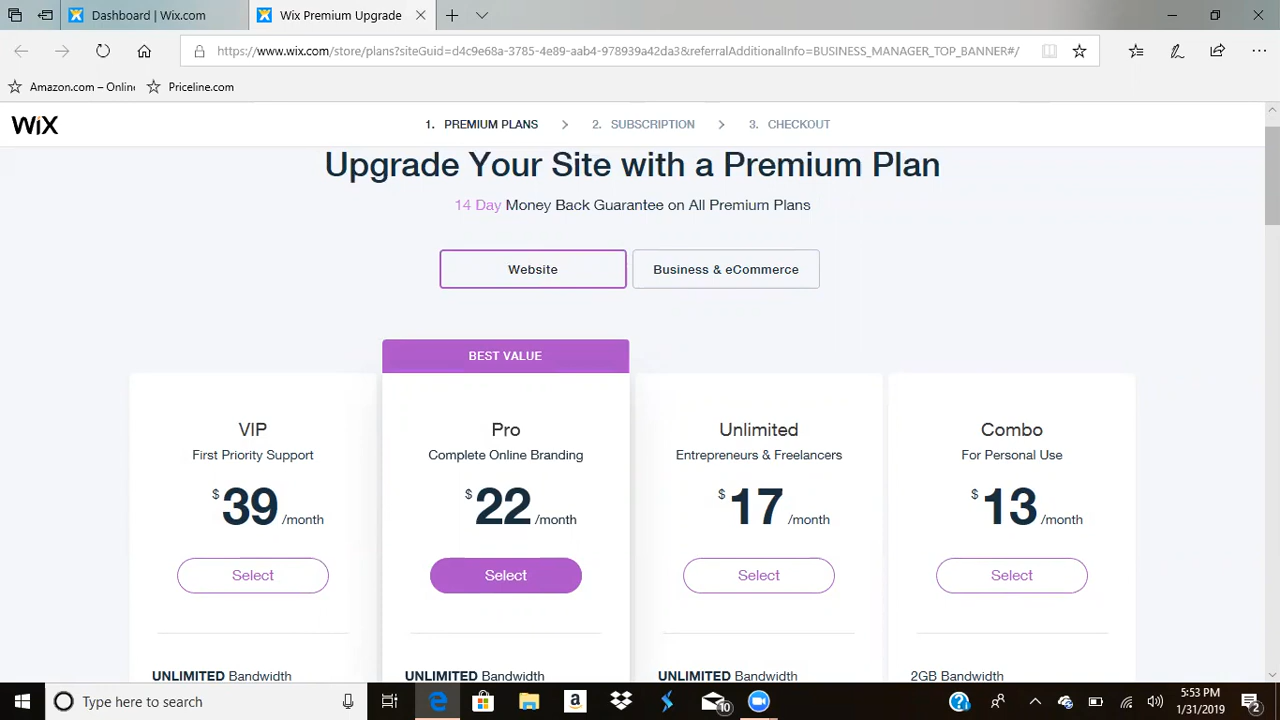 Dashboard | Wix.com
Wix Premium Upgrade
https://www.wix.com/store/plans?siteGuid=d4c9e68a-3785-4e89-aab4-978939a42da3&referralAdditionalInfo=BUSINESS_MANAGER_TOP_BANNER#/
Amazon.com – Online
Priceline.com
WiX
1. PREMIUM PLANS > 2. SUBSCRIPTION > 3. CHECKOUT
Upgrade Your Site with a Premium Plan
14 Day Money Back Guarantee on All Premium Plans
Website
Business & eCommerce
BEST VALUE
VIP
First Priority Support
$39 /month
Select
UNLIMITED Bandwidth
Pro
Complete Online Branding
$22 /month
Select
UNLIMITED Bandwidth
Unlimited
Entrepreneurs & Freelancers
$17 /month
Select
UNLIMITED Bandwidth
Combo
For Personal Use
$13 /month
Select
2GB Bandwidth
Type here to search
10
5:53 PM
1/31/2019
2